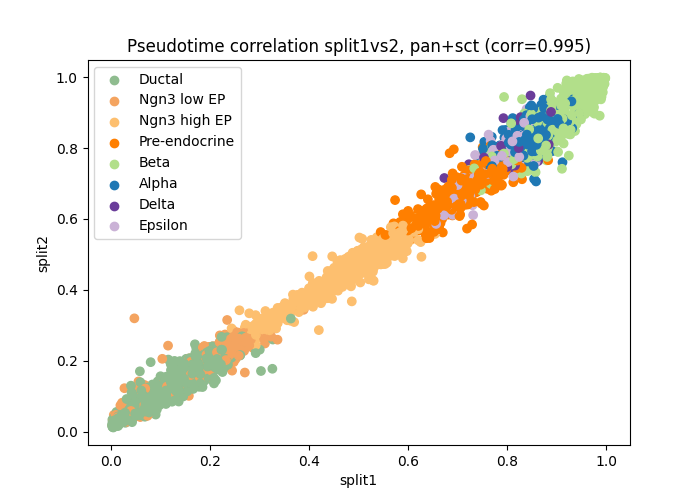 Pseudotime correlation split1vs2, pan+sct (corr=0.995)
Ductal
Ngn3 low EP
Ngn3 high EP
Pre-endocrine
Beta
Alpha
Delta
Epsilon
split2
1.0
0.8
0.6
0.4
0.2
0.0
0.0 0.2 0.4 0.6 0.8 1.0
split1